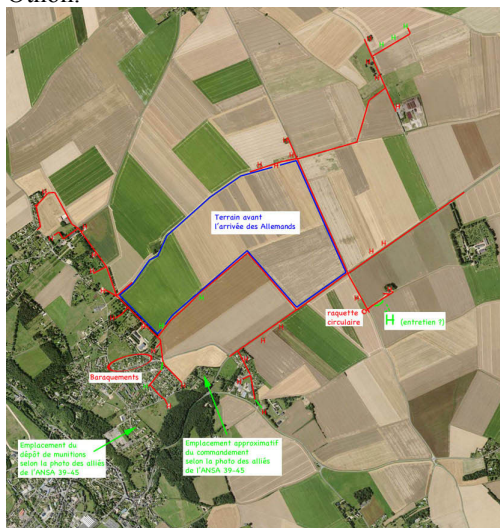 Othon.
H
H
H
H
H
H
H
Terrain avant
l'arrivée des Allemands
H
H
H
raquette
circulaire
H (entretien ?)
H
H
H
Baraquements
Emplacement du
dépôt de munitions
selon la photo des alliés
de l'ANSA 39-45
Emplacement approximatif
du commandement
selon la photo des alliés
de l'ANSA 39-45